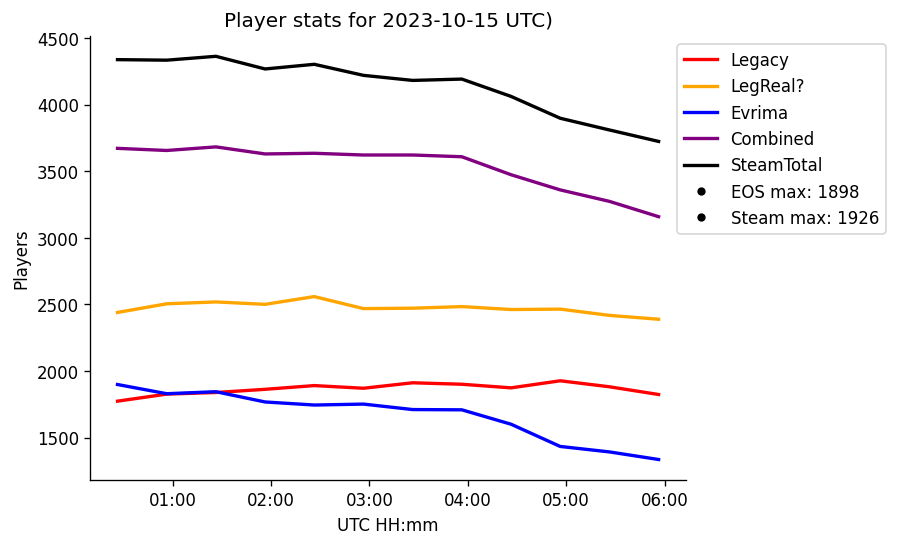 Player stats for 2023-10-15 UTC)
4500
4000
3500
3000
2500
2000
1500
Players
01:00 02:00 03:00 04:00 05:00 06:00
UTC HH:mm
Legacy
LegReal?
Evrima
Combined
SteamTotal
EOS max: 1898
Steam max: 1926